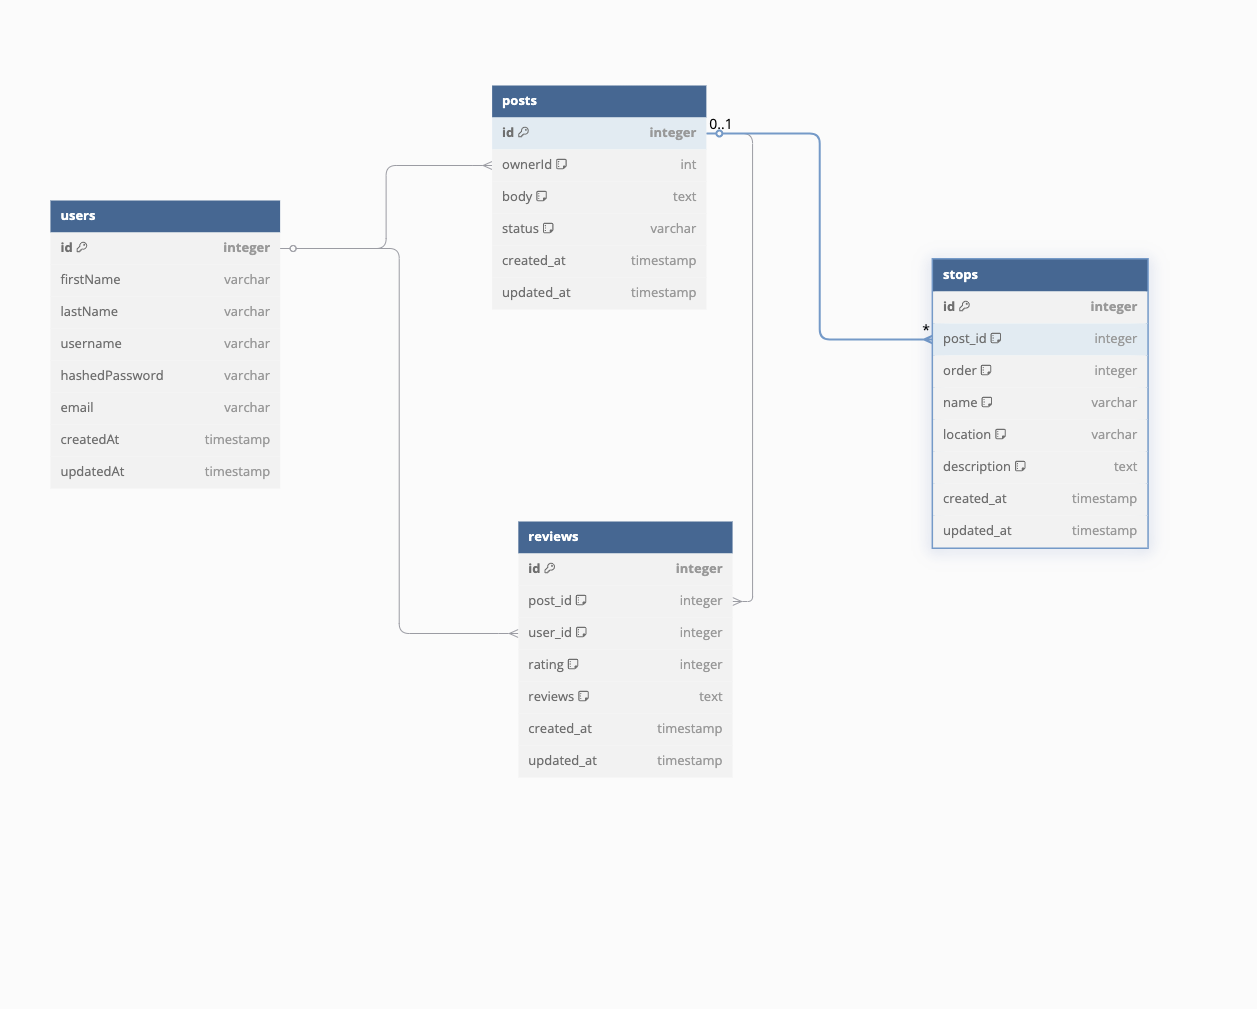 posts
id integer
ownerId int
body text
status varchar
created_at timestamp
updated_at timestamp
0..1
users
id integer
firstName varchar
lastName varchar
username varchar
hashedPassword varchar
email varchar
createdAt timestamp
updatedAt timestamp
stops
id integer
*
post_id integer
order integer
name varchar
location varchar
description text
created_at timestamp
updated_at timestamp
reviews
id integer
post_id integer
user_id integer
rating integer
reviews text
created_at timestamp
updated_at timestamp